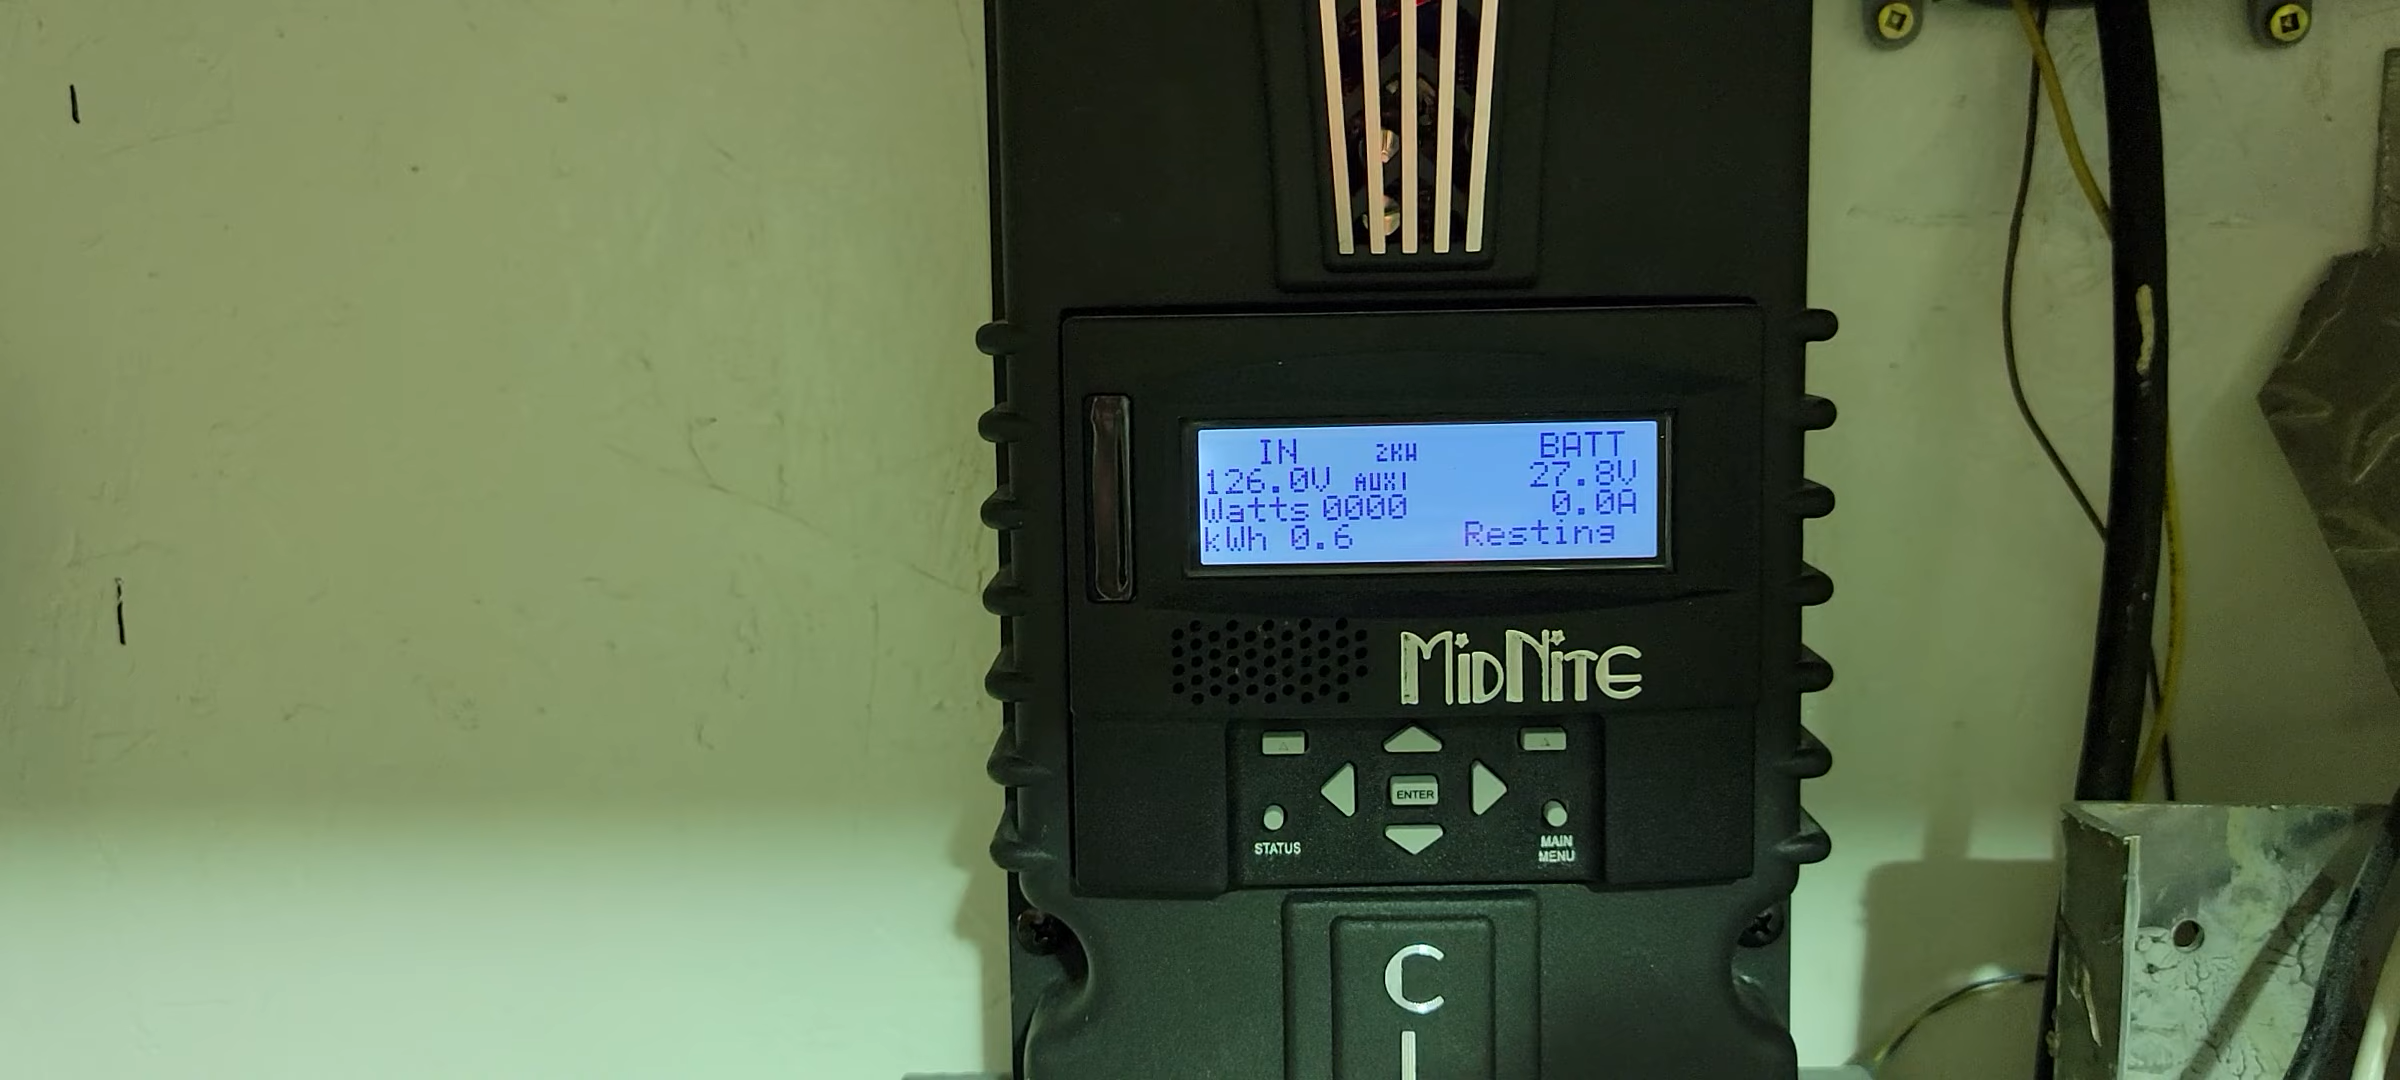 IN 2KW BATT
126.0V AUX1 27.8V
Watts 0000 0.0A
kWh 0.6 Resting
MIDNITE
ENTER
STATUS
MAIN
MENU
C